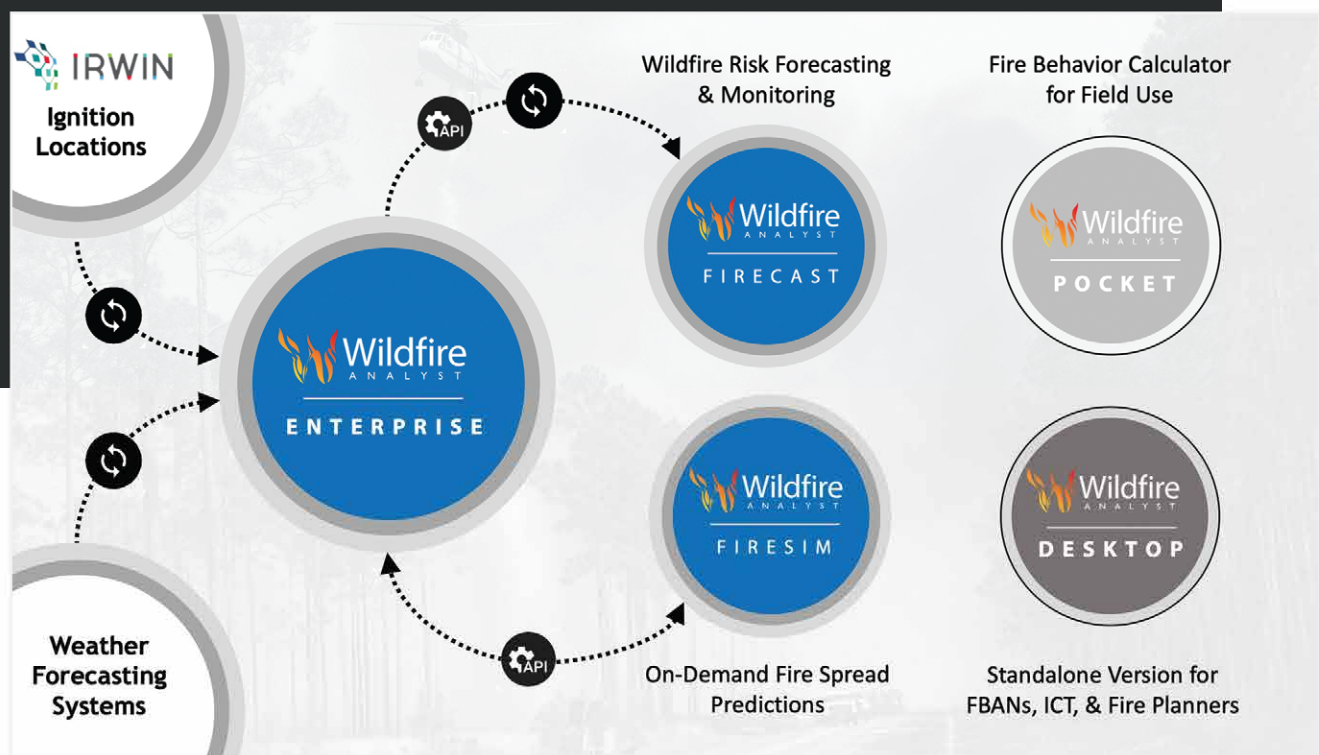 IRWIN
Ignition
Locations
API
Wildfire Risk Forecasting
& Monitoring
Fire Behavior Calculator
for Field Use
Wildfire
ANALYST
FIRECAST
Wildfire
ANALYST
POCKET
Wildfire
ANALYST
ENTERPRISE
Wildfire
ANALYST
FIRESIM
Wildfire
ANALYST
DESKTOP
Weather
Forecasting
Systems
API
On-Demand Fire Spread
Predictions
Standalone Version for
FBANs, ICT, & Fire Planners